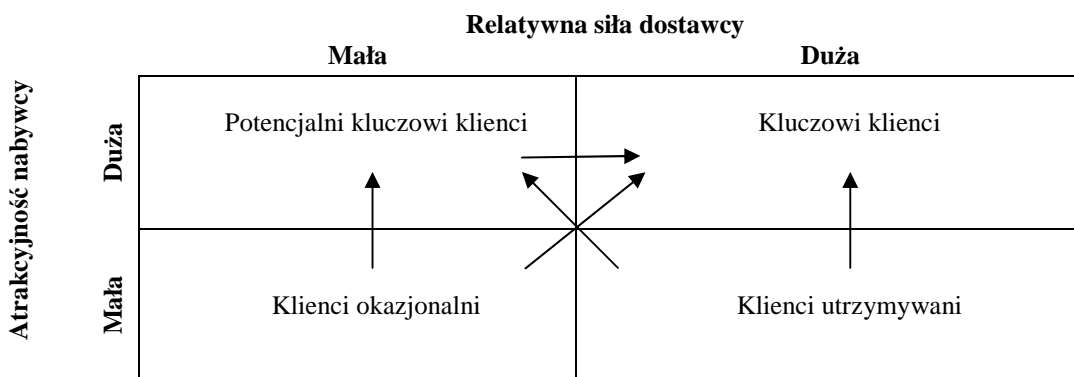 Relatywna siła dostawcy
Mała Duża
Atrakcyjność nabywcy
Duża
Potencjalni kluczowi klienci Kluczowi klienci
Mała
Klienci okazjonalni Klienci utrzymywani